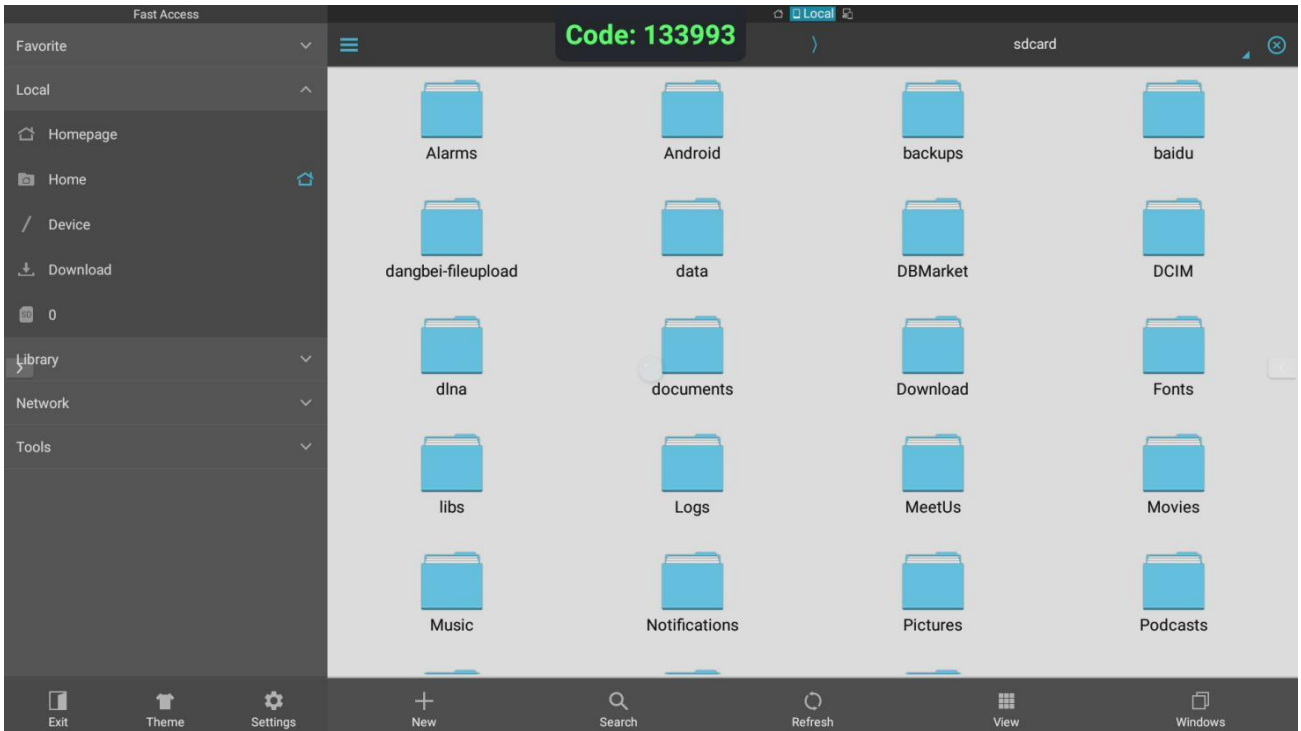 Fast Access
Local
Favorite
Code: 133993
sdcard
Local
Homepage
Home
Device
Download
SD 0
Library
Network
Tools
Alarms
Android
backups
baidu
dangbei-fileupload
data
DBMarket
DCIM
dlna
documents
Download
Fonts
libs
Logs
MeetUs
Movies
Music
Notifications
Pictures
Podcasts
Exit
Theme
Settings
New
Search
Refresh
View
Windows